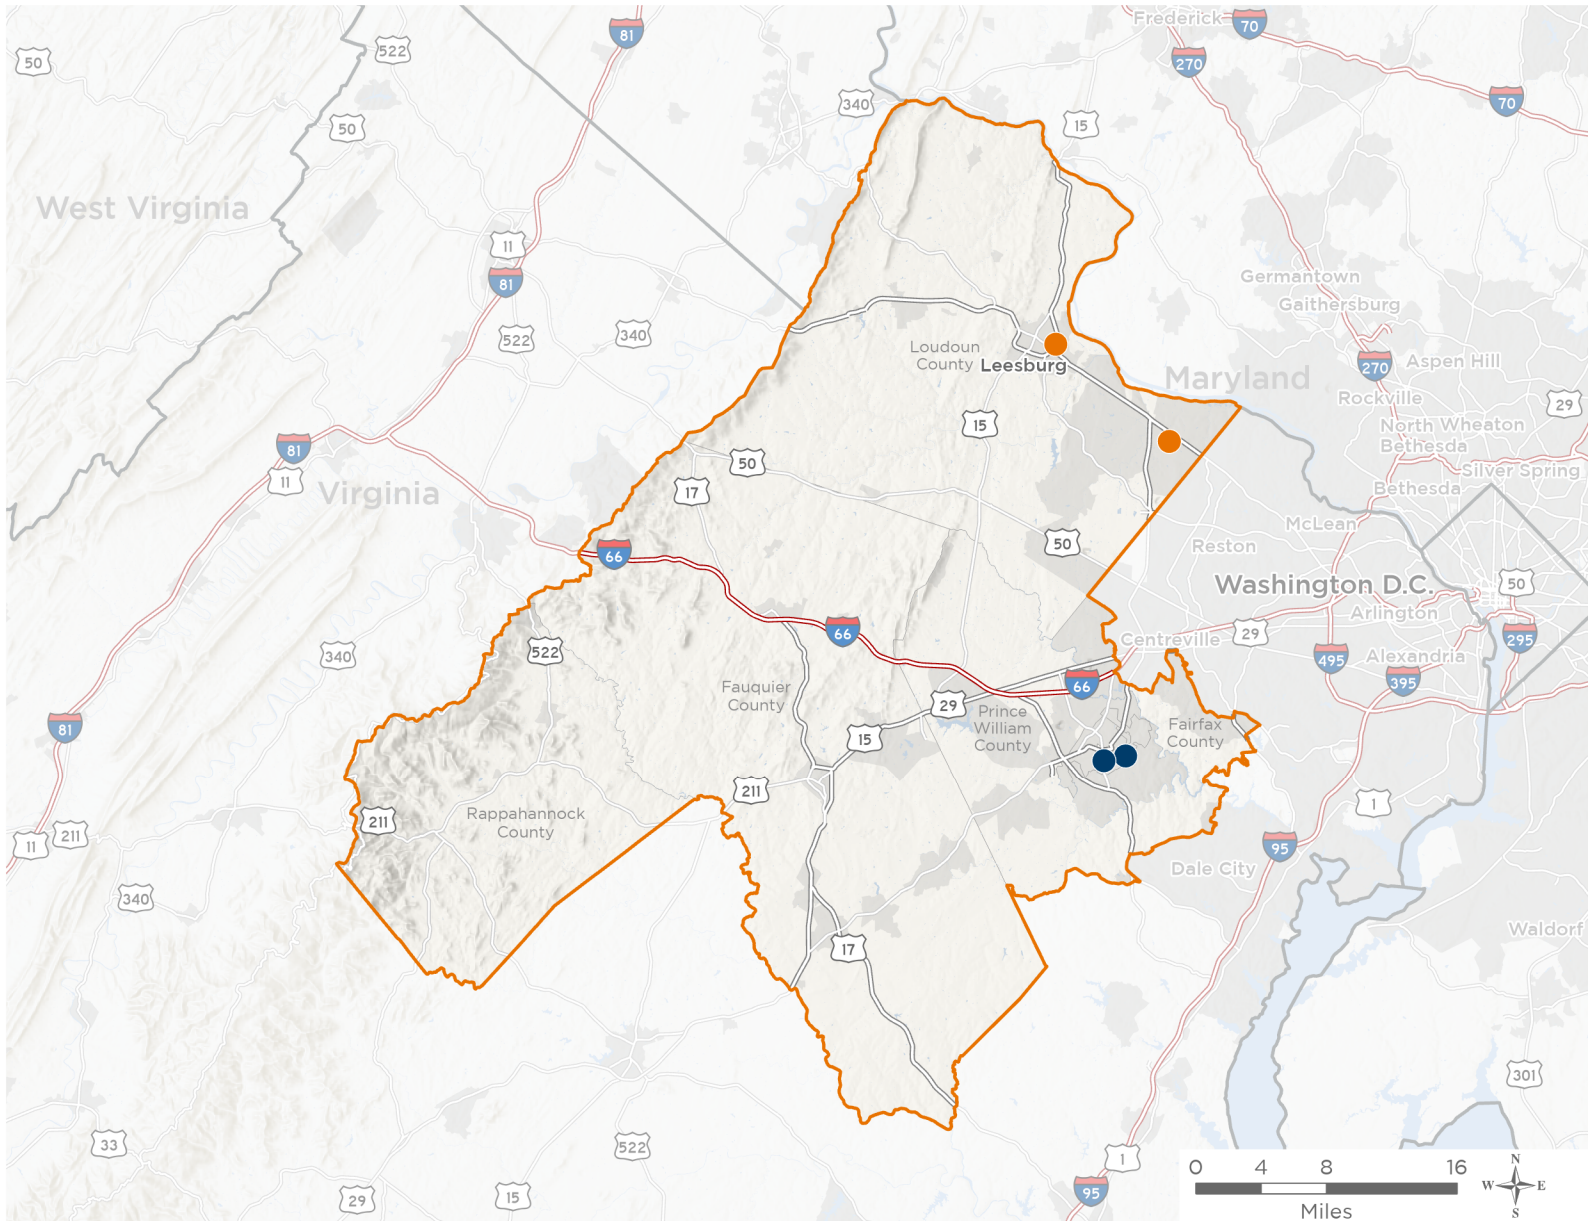 Frederick
70
81
522
50
270
70
340
50
15
West Virginia
11
81
Germantown
Gaithersburg
522
340
Loudoun
County
Leesburg
Maryland
270
Aspen Hill
Rockville
29
15
North
Bethesda
Wheaton
81
50
Silver Spring
11
Virginia
17
Bethesda
McLean
50
Reston
66
Washington D.C.
50
Arlington
66
Centreville
29
295
522
340
495
Alexandria
395
66
Fauquier
County
29
Prince
William
County
Fairfax
County
81
15
211
1
Rappahannock
County
211
11
211
95
Dale City
340
17
Waldorf
301
33
522
1
29
15
95
0
4
8
16
Miles
N
W
E
S